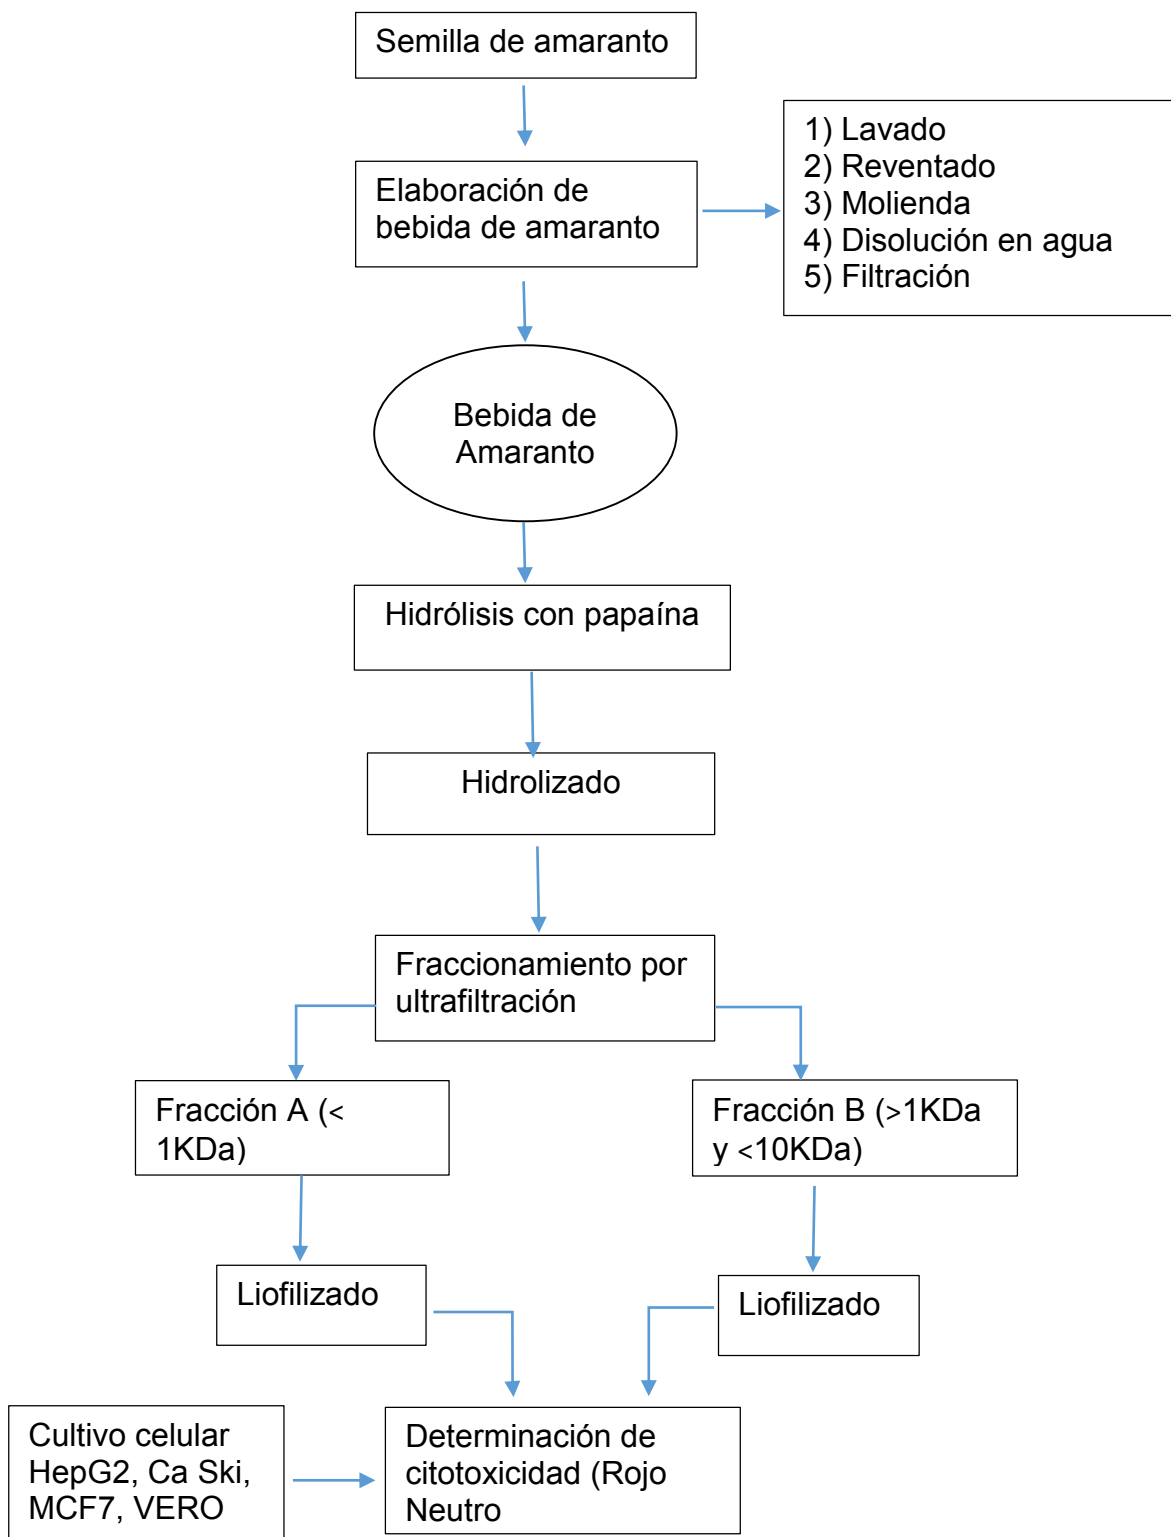 Semilla de amaranto
Elaboración de
bebida de amaranto
1) Lavado
2) Reventado
3) Molienda
4) Disolución en agua
5) Filtración
Bebida de
Amaranto
Hidrólisis con papaína
Hidrolizado
Fraccionamiento por
ultrafiltración
Fracción A (<
1KDa)
Fracción B (>1KDa
y <10KDa)
Liofilizado
Liofilizado
Cultivo celular
HepG2, Ca Ski,
MCF7, VERO
Determinación de
citotoxicidad (Rojo
Neutro